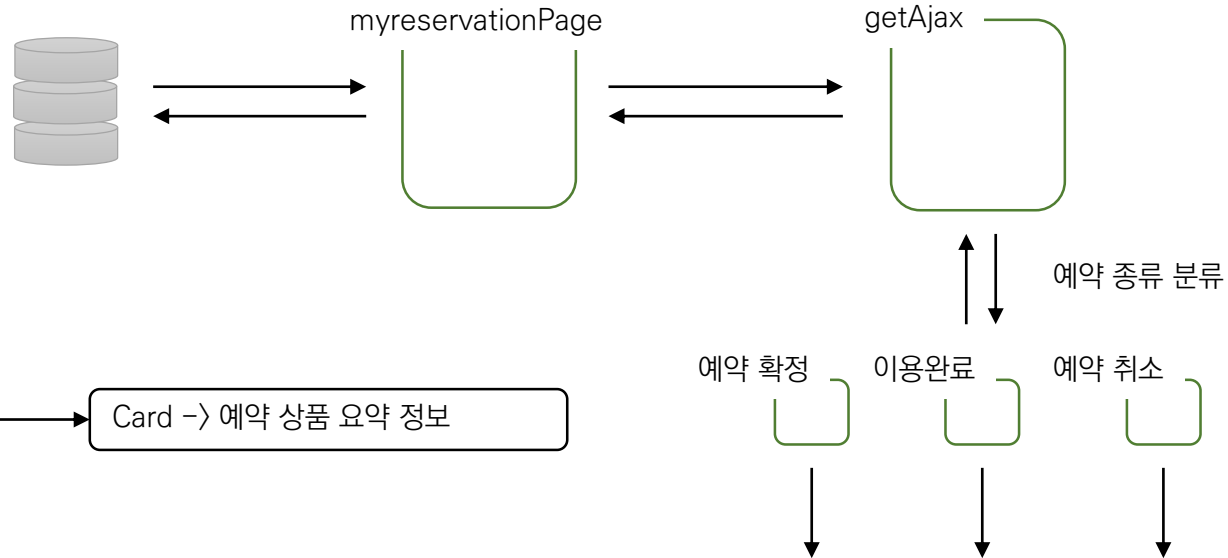 myreservationPage
getAjax
예약 종류 분류
예약 확정
이용완료
예약 취소
Card -> 예약 상품 요약 정보